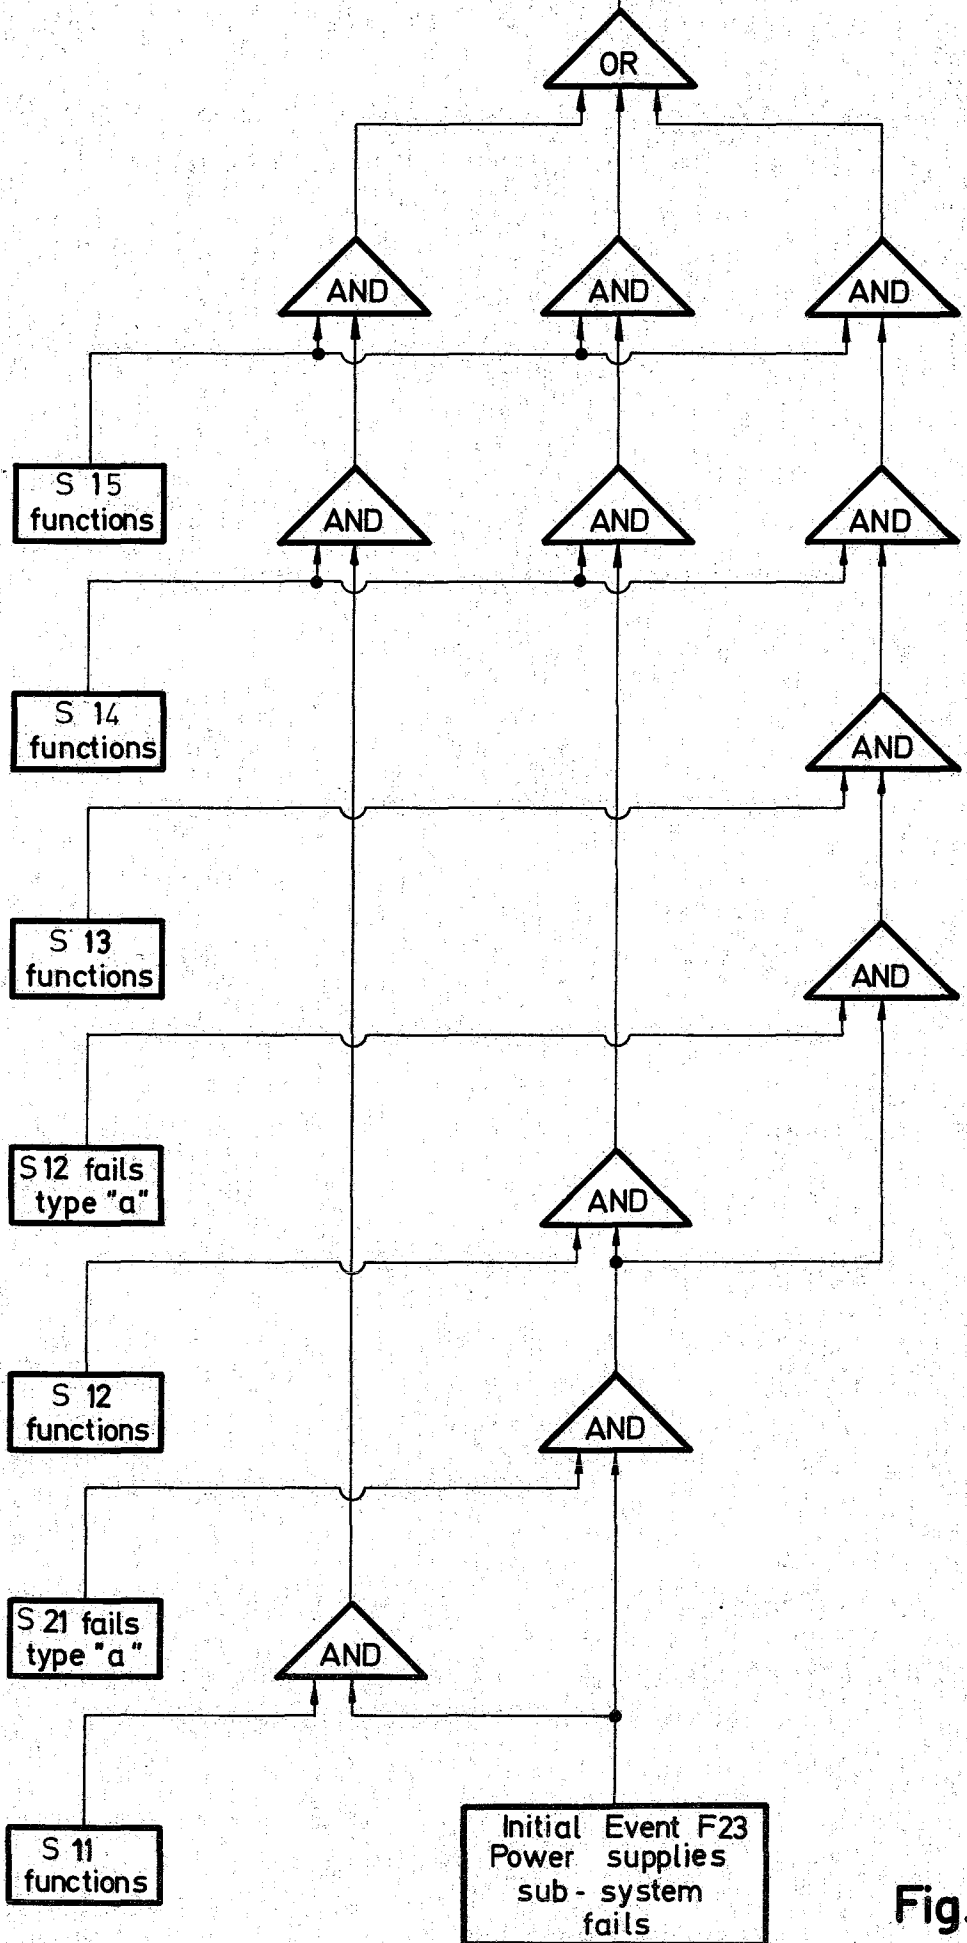 OR
AND
AND
AND
S 15
functions
AND
AND
AND
S 14
functions
AND
S 13
functions
AND
S 12 fails
type "a"
AND
S 12
functions
AND
S 21 fails
type "a"
AND
S 11
functions
Initial Event F23
Power supplies
sub - system
fails
Fig.